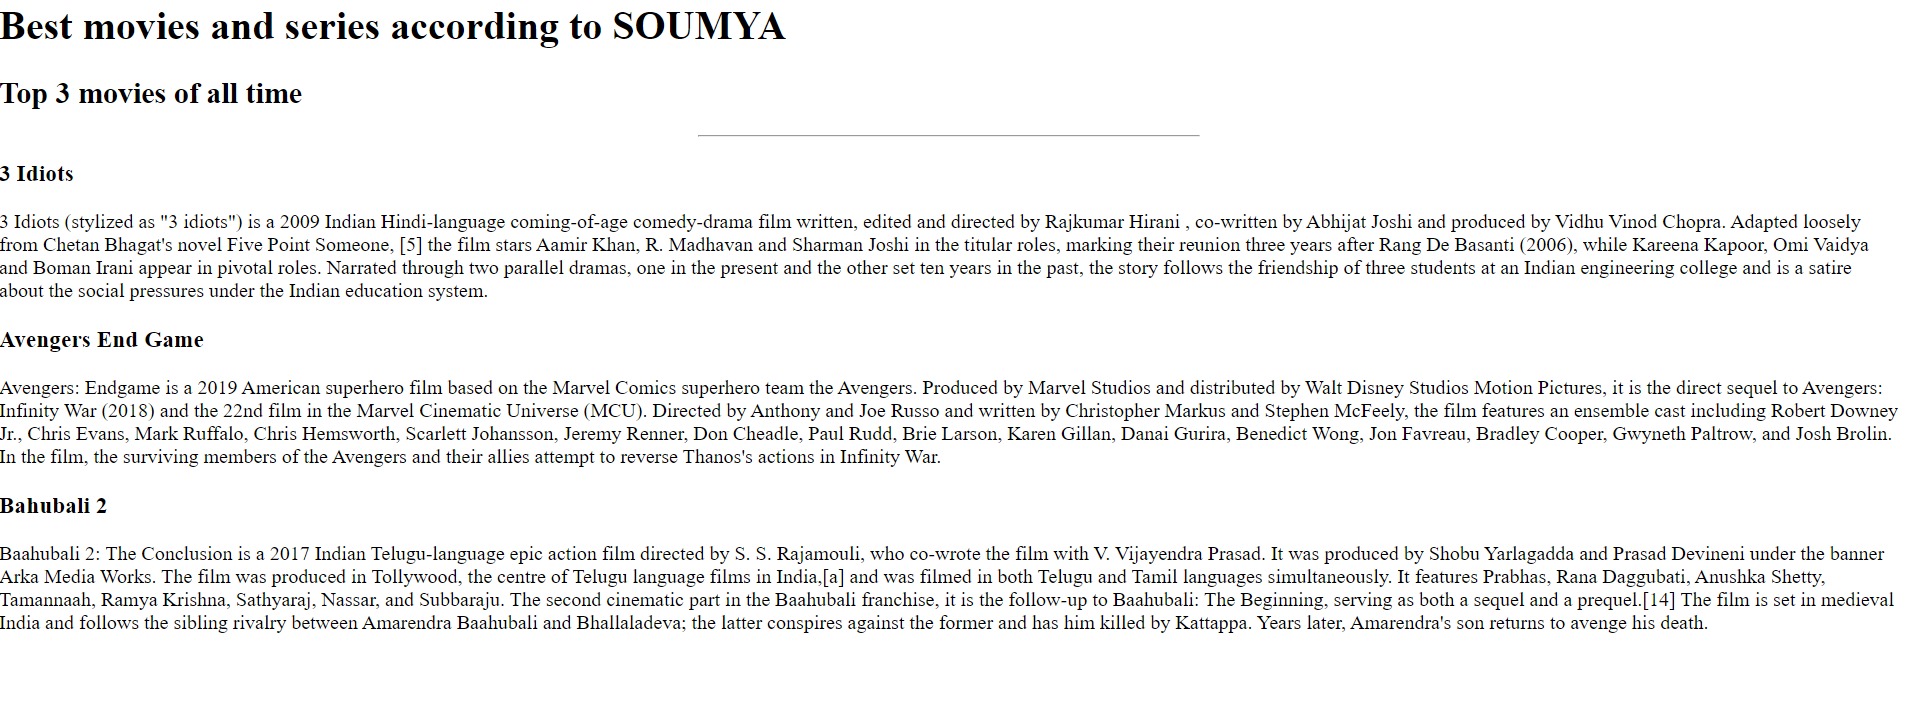 Best movies and series according to SOUMYA
Top 3 movies of all time
3 Idiots
3 Idiots (stylized as "3 idiots") is a 2009 Indian Hindi-language coming-of-age comedy-drama film written, edited and directed by Rajkumar Hirani , co-written by Abhijat Joshi and produced by Vidhu Vinod Chopra. Adapted loosely
from Chetan Bhagat's novel Five Point Someone, [5] the film stars Aamir Khan, R. Madhavan and Sharman Joshi in the titular roles, marking their reunion three years after Rang De Basanti (2006), while Kareena Kapoor, Omi Vaidya
and Boman Irani appear in pivotal roles. Narrated through two parallel dramas, one in the present and the other set ten years in the past, the story follows the friendship of three students at an Indian engineering college and is a satire
about the social pressures under the Indian education system.
Avengers End Game
Avengers: Endgame is a 2019 American superhero film based on the Marvel Comics superhero team the Avengers. Produced by Marvel Studios and distributed by Walt Disney Studios Motion Pictures, it is the direct sequel to Avengers:
Infinity War (2018) and the 22nd film in the Marvel Cinematic Universe (MCU). Directed by Anthony and Joe Russo and written by Christopher Markus and Stephen McFeely, the film features an ensemble cast including Robert Downey
Jr., Chris Evans, Mark Ruffalo, Chris Hemsworth, Scarlett Johansson, Jeremy Renner, Don Cheadle, Paul Rudd, Brie Larson, Karen Gillan, Danai Gurira, Benedict Wong, Jon Favreau, Bradley Cooper, Gwyneth Paltrow, and Josh Brolin.
In the film, the surviving members of the Avengers and their allies attempt to reverse Thanos's actions in Infinity War.
Bahubali 2
Baahubali 2: The Conclusion is a 2017 Indian Telugu-language epic action film directed by S. S. Rajamouli, who co-wrote the film with V. Vijayendra Prasad. It was produced by Shobu Yarlagadda and Prasad Devineni under the banner
Arka Media Works. The film was produced in Tollywood, the centre of Telugu language films in India,[a] and was filmed in both Telugu and Tamil languages simultaneously. It features Prabhas, Rana Daggubati, Anushka Shetty,
Tamannaah, Ramya Krishna, Sathyaraj, Nassar, and Subbaraju. The second cinematic part in the Baahubali franchise, it is the follow-up to Baahubali: The Beginning, serving as both a sequel and a prequel.[14] The film is set in medieval
India and follows the sibling rivalry between Amarendra Baahubali and Bhallaladeva; the latter conspires against the former and has him killed by Kattappa. Years later, Amarendra's son returns to avenge his death.